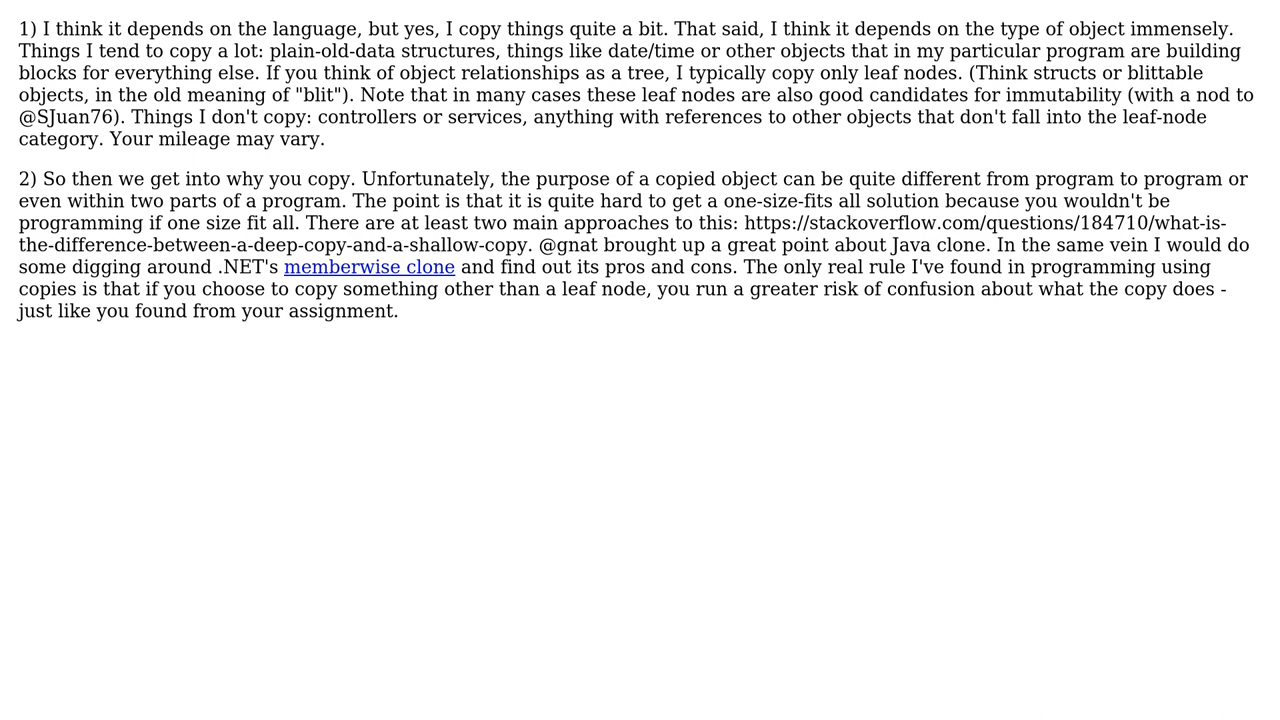 1) I think it depends on the language, but yes, I copy things quite a bit. That said, I think it depends on the type of object immensely.
Things I tend to copy a lot: plain-old-data structures, things like date/time or other objects that in my particular program are building
blocks for everything else. If you think of object relationships as a tree, I typically copy only leaf nodes. (Think structs or blittable
objects, in the old meaning of "blit"). Note that in many cases these leaf nodes are also good candidates for immutability (with a nod to
@SJuan76). Things I don't copy: controllers or services, anything with references to other objects that don't fall into the leaf-node
category. Your mileage may vary.
2) So then we get into why you copy. Unfortunately, the purpose of a copied object can be quite different from program to program or
even within two parts of a program. The point is that it is quite hard to get a one-size-fits all solution because you wouldn't be
programming if one size fit all. There are at least two main approaches to this: https://stackoverflow.com/questions/184710/what-is-
the-difference-between-a-deep-copy-and-a-shallow-copy. @gnat brought up a great point about Java clone. In the same vein I would do
some digging around .NET's memberwise clone and find out its pros and cons. The only real rule I've found in programming using
copies is that if you choose to copy something other than a leaf node, you run a greater risk of confusion about what the copy does -
just like you found from your assignment.